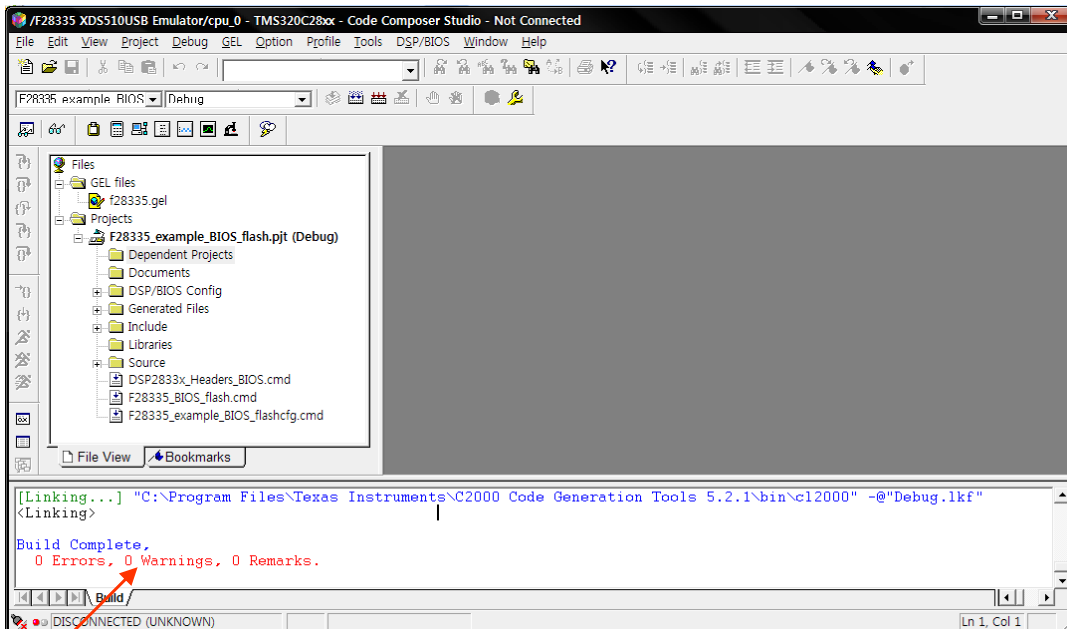 /F28335 XDS510USB Emulator/cpu_0 - TMS320C28xx - Code Composer Studio - Not Connected
File Edit View Project Debug GEL Option Profile Tools DSP/BIOS Window Help
F28335_example_BIOS Debug
Files
GEL files
f28335.gel
Projects
F28335_example_BIOS_flash.pjt (Debug)
Dependent Projects
Documents
DSP/BIOS Config
Generated Files
Include
Libraries
Source
DSP2833x_Headers_BIOS.cmd
F28335_BIOS_flash.cmd
F28335_example_BIOS_flashcfg.cmd
File View Bookmarks
[Linking...] "C:\Program Files\Texas Instruments\C2000 Code Generation Tools 5.2.1\bin\cl2000" -@"Debug.lkf"
<Linking>
Build Complete,
0 Errors, 0 Warnings, 0 Remarks.
Build
DISCONNECTED (UNKNOWN) Ln 1, Col 1